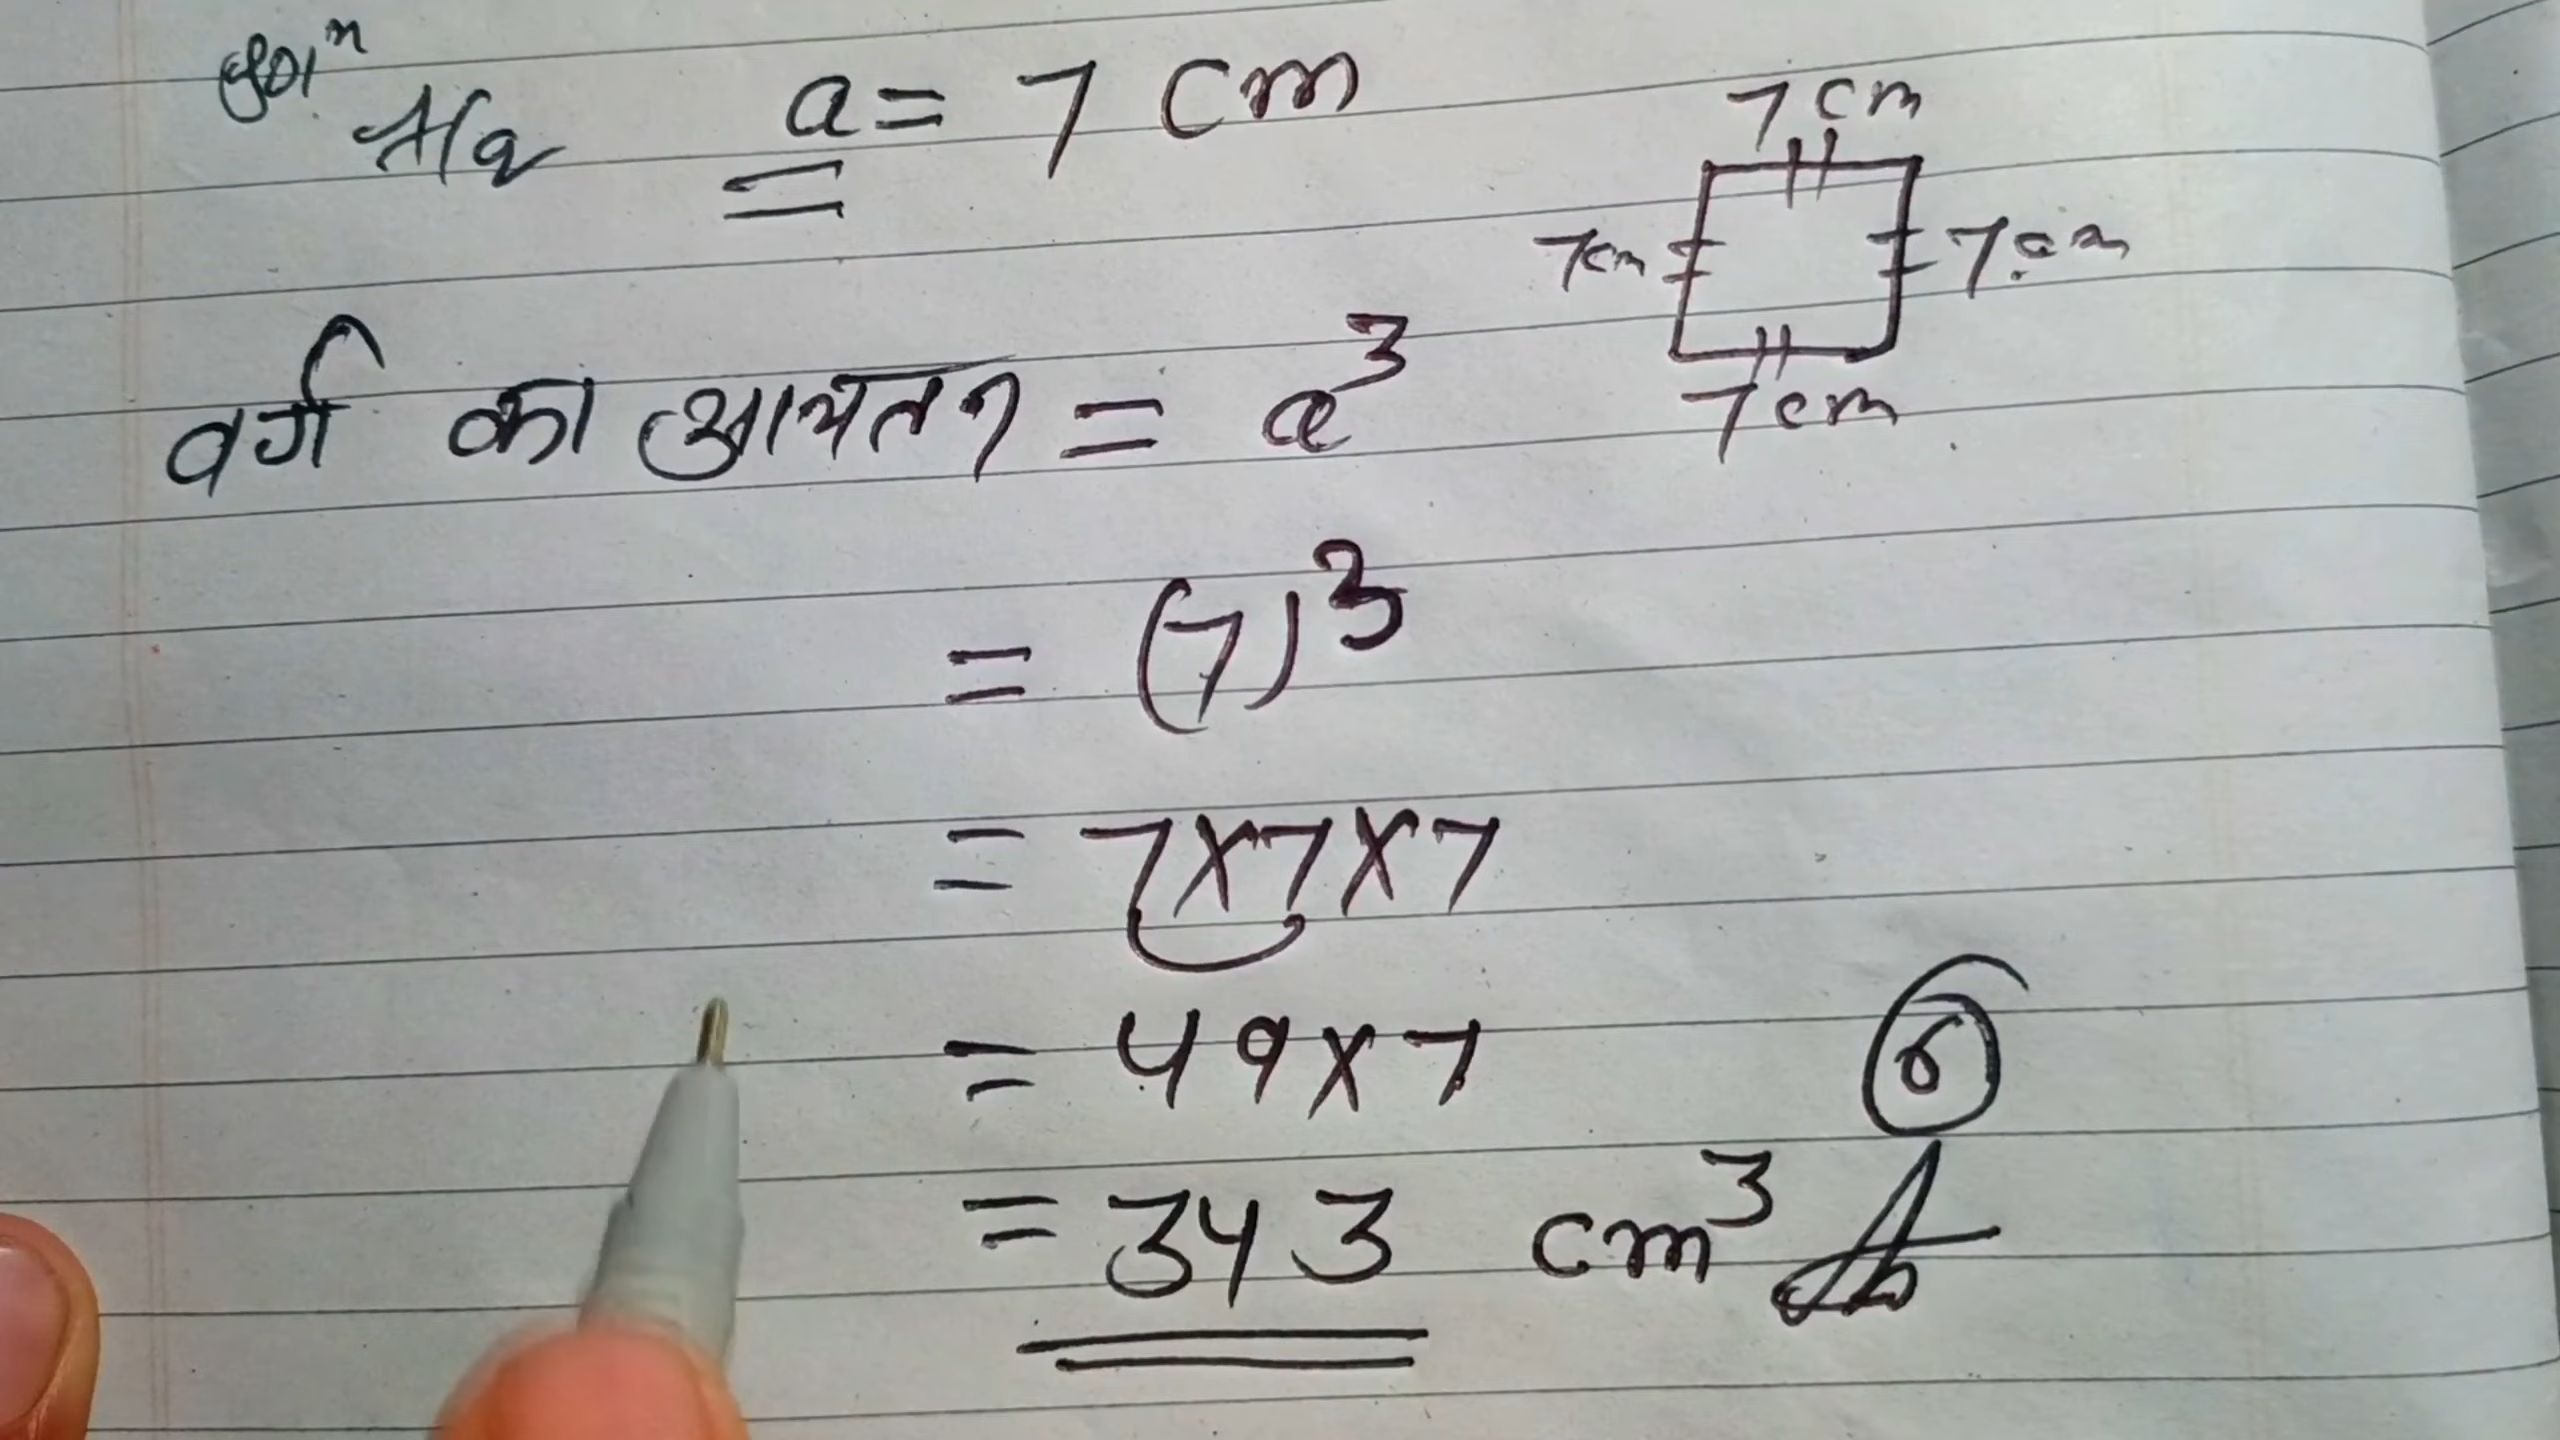 Solⁿ
A/q a = 7 cm
7 cm
7cm 7cm
7cm
वर्ग का आयतन = a³
= (7)³
= 7×7×7
= 49×7
= 343 cm³